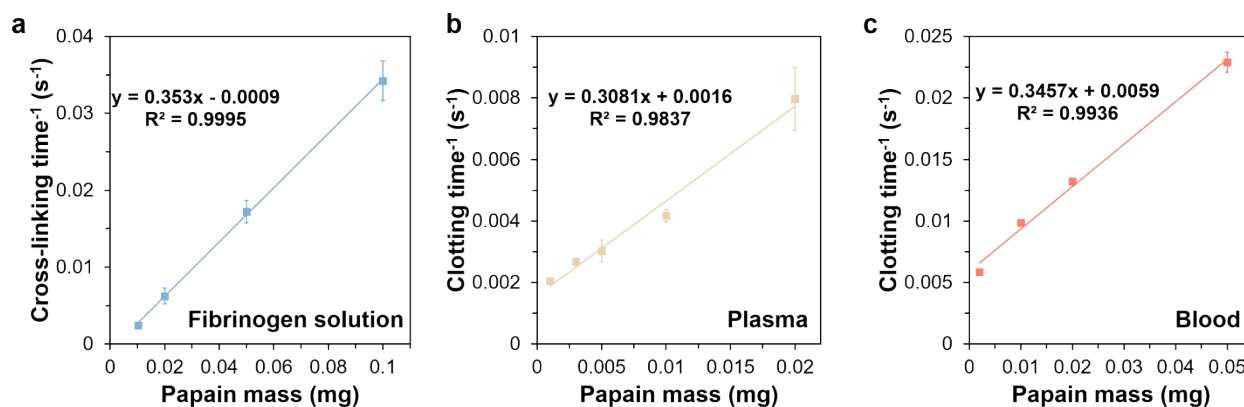 a
Cross-linking time⁻¹ (s⁻¹)
0.04
0.03
0.02
0.01
0
y = 0.353x - 0.0009
R² = 0.9995
Fibrinogen solution
0.02 0.04 0.06 0.08 0.1
Papain mass (mg)
b
Clotting time⁻¹ (s⁻¹)
0.01
0.008
0.006
0.004
0.002
0
y = 0.3081x + 0.0016
R² = 0.9837
Plasma
0.005 0.01 0.015 0.02
Papain mass (mg)
c
Clotting time⁻¹ (s⁻¹)
0.025
0.02
0.015
0.01
0.005
0
y = 0.3457x + 0.0059
R² = 0.9936
Blood
0.01 0.02 0.03 0.04 0.05
Papain mass (mg)